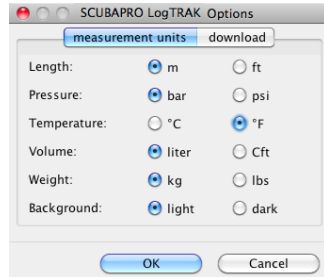 SCUBAPRO LogTRAK Options
measurement units download
Length: m ft
Pressure: bar psi
Temperature: °C °F
Volume: liter Cft
Weight: kg lbs
Background: light dark
OK Cancel